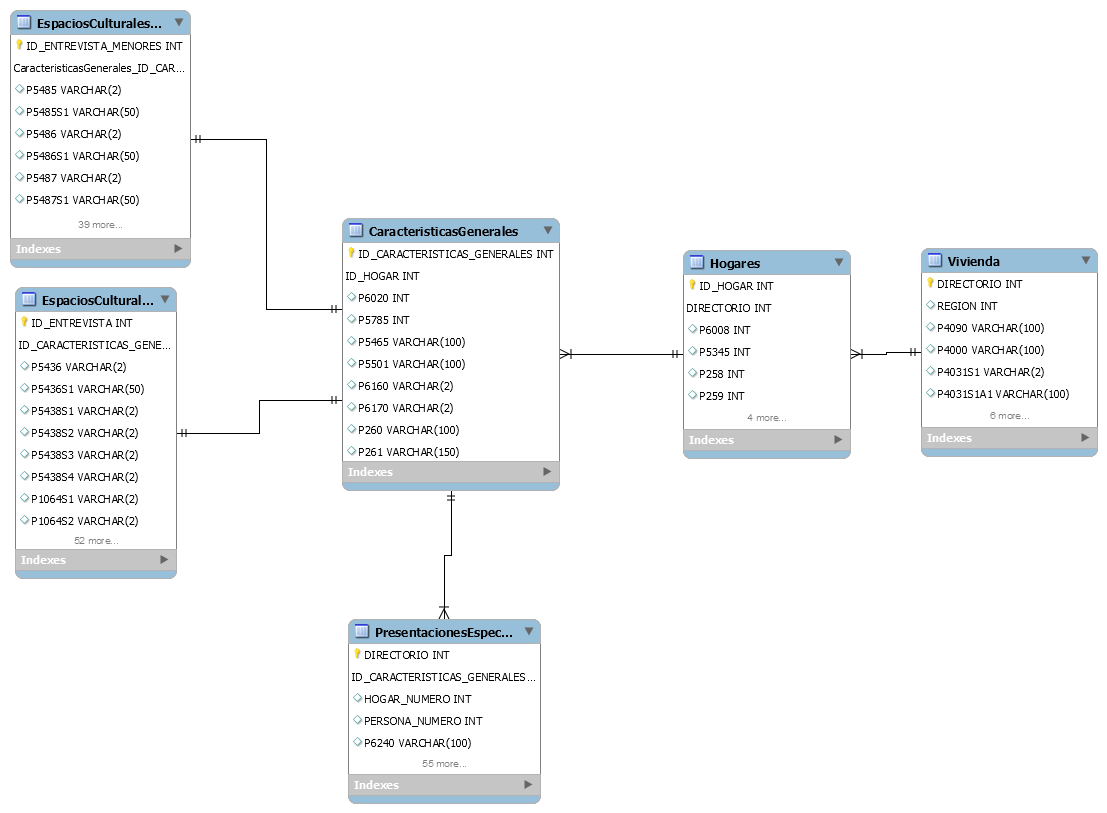 EspaciosCulturales...
ID_ENTREVISTA_MENORES INT
CaracteristicasGenerales_ID_CAR...
P5485 VARCHAR(2)
P5485S1 VARCHAR(50)
P5486 VARCHAR(2)
P5486S1 VARCHAR(50)
P5487 VARCHAR(2)
P5487S1 VARCHAR(50)
39 more...
Indexes
EspaciosCultural...
ID_ENTREVISTA INT
ID_CARACTERISTICAS_GENE...
P5436 VARCHAR(2)
P5436S1 VARCHAR(50)
P5438S1 VARCHAR(2)
P5438S2 VARCHAR(2)
P5438S3 VARCHAR(2)
P5438S4 VARCHAR(2)
P1064S1 VARCHAR(2)
P1064S2 VARCHAR(2)
52 more...
Indexes
CaracteristicasGenerales
ID_CARACTERISTICAS_GENERALES INT
ID_HOGAR INT
P6020 INT
P5785 INT
P5465 VARCHAR(100)
P5501 VARCHAR(100)
P6160 VARCHAR(2)
P6170 VARCHAR(2)
P260 VARCHAR(100)
P261 VARCHAR(150)
Indexes
Hogares
ID_HOGAR INT
DIRECTORIO INT
P6008 INT
P5345 INT
P258 INT
P259 INT
4 more...
Indexes
Vivienda
DIRECTORIO INT
REGION INT
P4090 VARCHAR(100)
P4000 VARCHAR(100)
P4031S1 VARCHAR(2)
P4031S1A1 VARCHAR(100)
6 more...
Indexes
PresentacionesEspec...
DIRECTORIO INT
ID_CARACTERISTICAS_GENERALES...
HOGAR_NUMERO INT
PERSONA_NUMERO INT
P6240 VARCHAR(100)
55 more...
Indexes